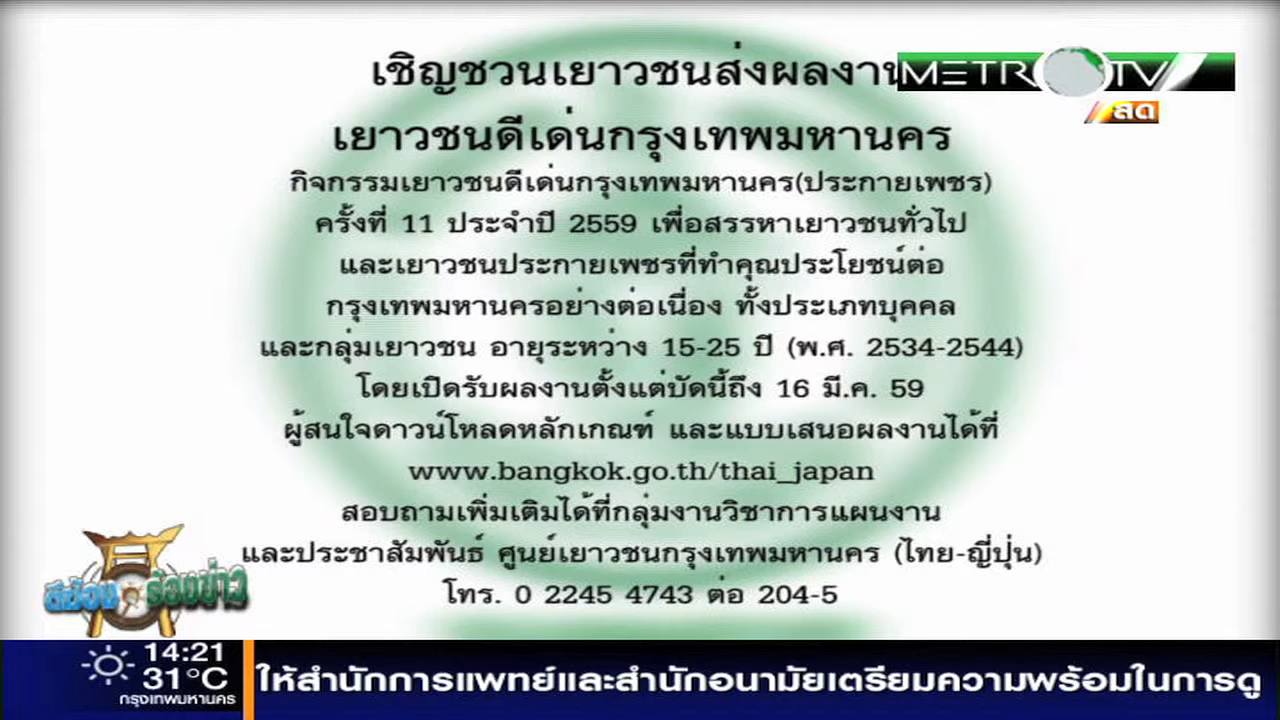 เชิญชวนเยาวชนส่งผลงาน
METRO TV
สด
เยาวชนดีเด่นกรุงเทพมหานคร
กิจกรรมเยาวชนดีเด่นกรุงเทพมหานคร(ประกายเพชร)
ครั้งที่ 11 ประจำปี 2559 เพื่อสรรหาเยาวชนทั่วไป
และเยาวชนประกายเพชรที่ทำคุณประโยชน์ต่อ
กรุงเทพมหานครอย่างต่อเนื่อง ทั้งประเภทบุคคล
และกลุ่มเยาวชน อายุระหว่าง 15-25 ปี (พ.ศ. 2534-2544)
โดยเปิดรับผลงานตั้งแต่บัดนี้ถึง 16 มี.ค. 59
ผู้สนใจดาวน์โหลดหลักเกณฑ์ และแบบเสนอผลงานได้ที่
www.bangkok.go.th/thai_japan
สอบถามเพิ่มเติมได้ที่กลุ่มงานวิชาการแผนงาน
และประชาสัมพันธ์ ศูนย์เยาวชนกรุงเทพมหานคร (ไทย-ญี่ปุ่น)
โทร. 0 2245 4743 ต่อ 204-5
ตีฆ้องร้องข่าว
14:21
31°C
กรุงเทพมหานคร
ให้สำนักการแพทย์และสำนักอนามัยเตรียมความพร้อมในการดู